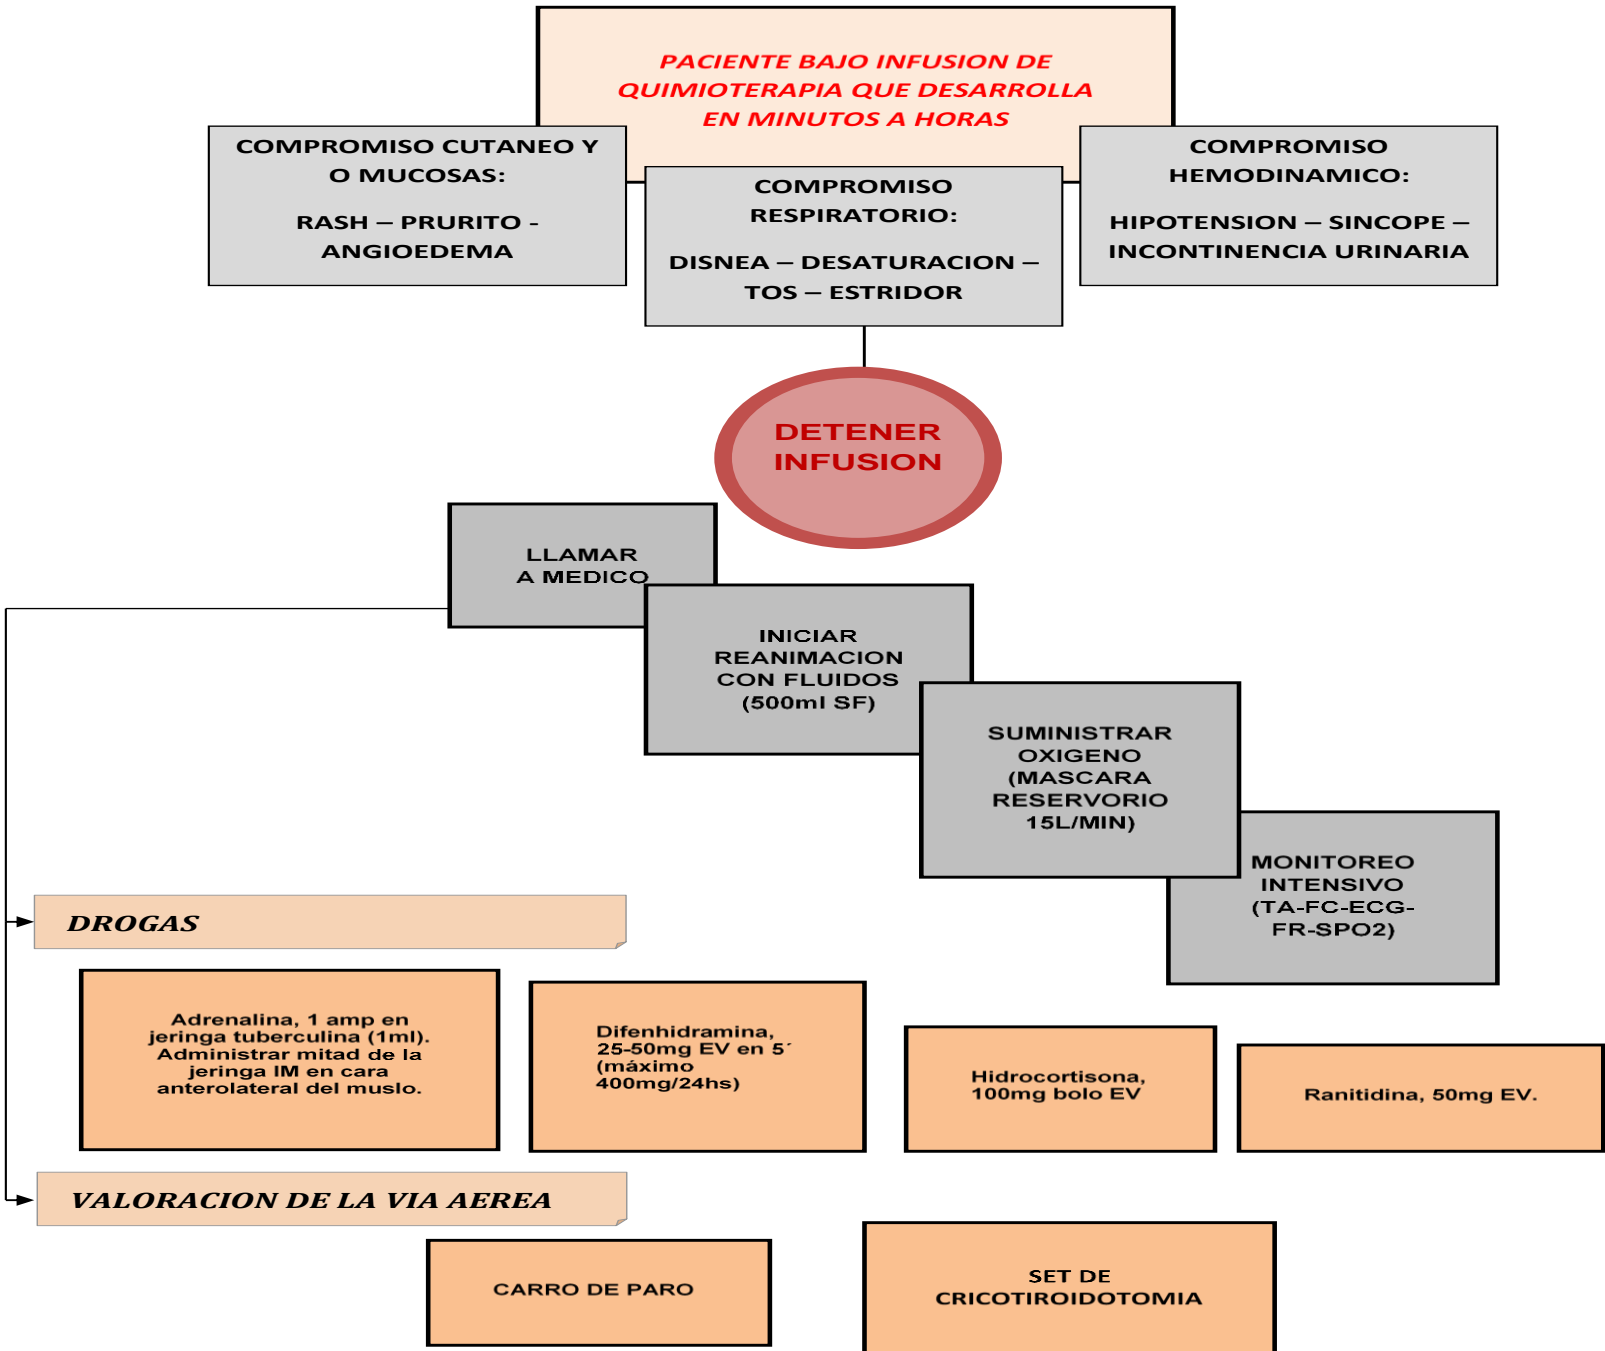 PACIENTE BAJO INFUSION DE
QUIMIOTERAPIA QUE DESARROLLA
EN MINUTOS A HORAS
COMPROMISO CUTANEO Y
O MUCOSAS:
RASH – PRURITO -
ANGIOEDEMA
COMPROMISO
RESPIRATORIO:
DISNEA – DESATURACION –
TOS – ESTRIDOR
COMPROMISO
HEMODINAMICO:
HIPOTENSION – SINCOPE –
INCONTINENCIA URINARIA
DETENER
INFUSION
LLAMAR
A MEDICO
INICIAR
REANIMACION
CON FLUIDOS
(500ml SF)
SUMINISTRAR
OXIGENO
(MASCARA
RESERVORIO
15L/MIN)
MONITOREO
INTENSIVO
(TA-FC-ECG-
FR-SPO2)
DROGAS
Adrenalina, 1 amp en
jeringa tuberculina (1ml).
Administrar mitad de la
jeringa IM en cara
anterolateral del muslo.
Difenhidramina,
25-50mg EV en 5´
(máximo
400mg/24hs)
Hidrocortisona,
100mg bolo EV
Ranitidina, 50mg EV.
VALORACION DE LA VIA AEREA
CARRO DE PARO
SET DE
CRICOTIROIDOTOMIA